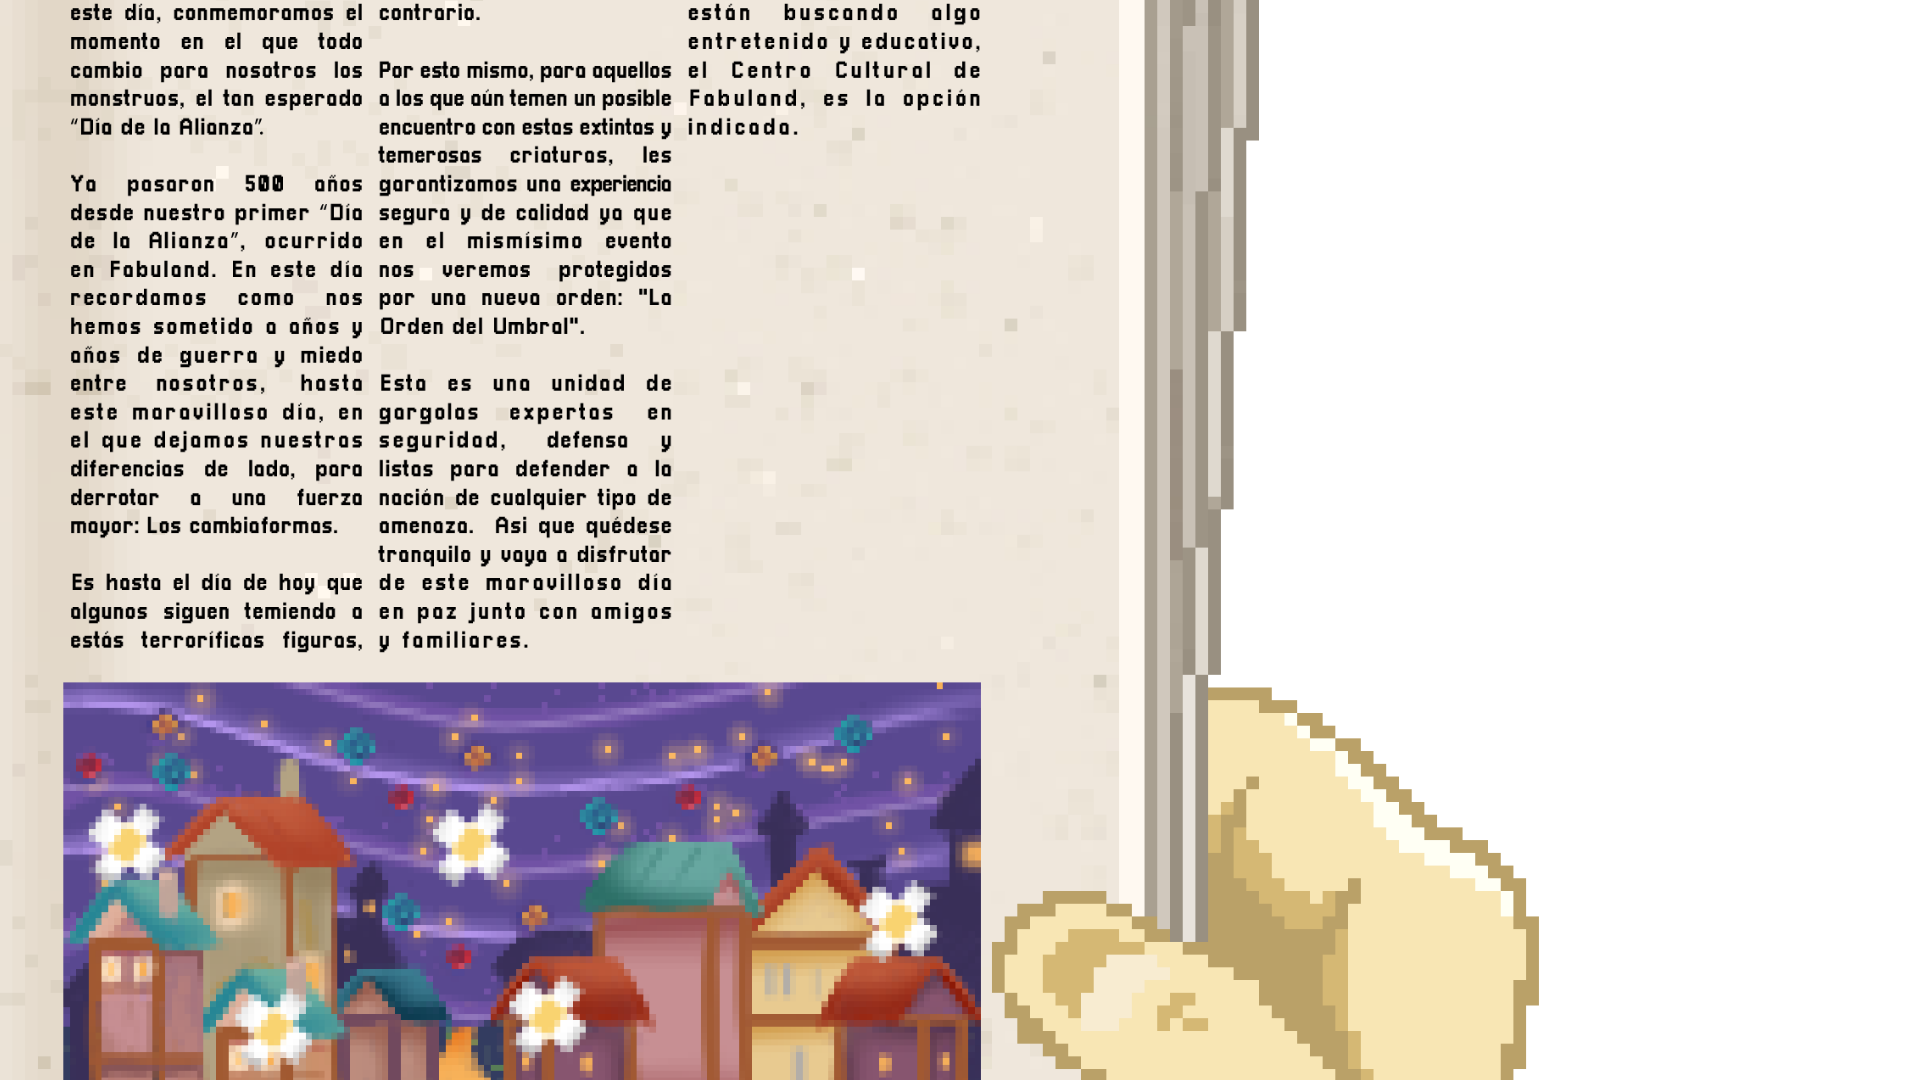 este día, conmemoramos el
momento en el que todo
cambio para nosotros los
monstruos, el tan esperado
“Día de la Alianza”.
Ya pasaron 500 años
desde nuestro primer “Día
de la Alianza”, ocurrido
en Fabuland. En este día
recordamos como nos
hemos sometido a años y
años de guerra y miedo
entre nosotros, hasta
este maravilloso día, en
el que dejamos nuestras
diferencias de lado, para
derrotar a una fuerza
mayor: Los cambiaformas.
Es hasta el día de hoy que
algunos siguen temiendo a
estás terroríficas figuras,
contrario.
Por esto mismo, para aquellos
a los que aún temen un posible
encuentro con estas extintas y
temerosas criaturas, les
garantizamos una experiencia
segura y de calidad ya que
en el mismísimo evento
nos veremos protegidos
por una nueva orden: "La
Orden del Umbral".
Esta es una unidad de
gargolas expertas en
seguridad, defensa y
listas para defender a la
nación de cualquier tipo de
amenaza. Asi que quédese
tranquilo y vaya a disfrutar
de este maravilloso día
en paz junto con amigos
y familiares.
están buscando algo
entretenido y educativo,
el Centro Cultural de
Fabuland, es la opción
indicada.